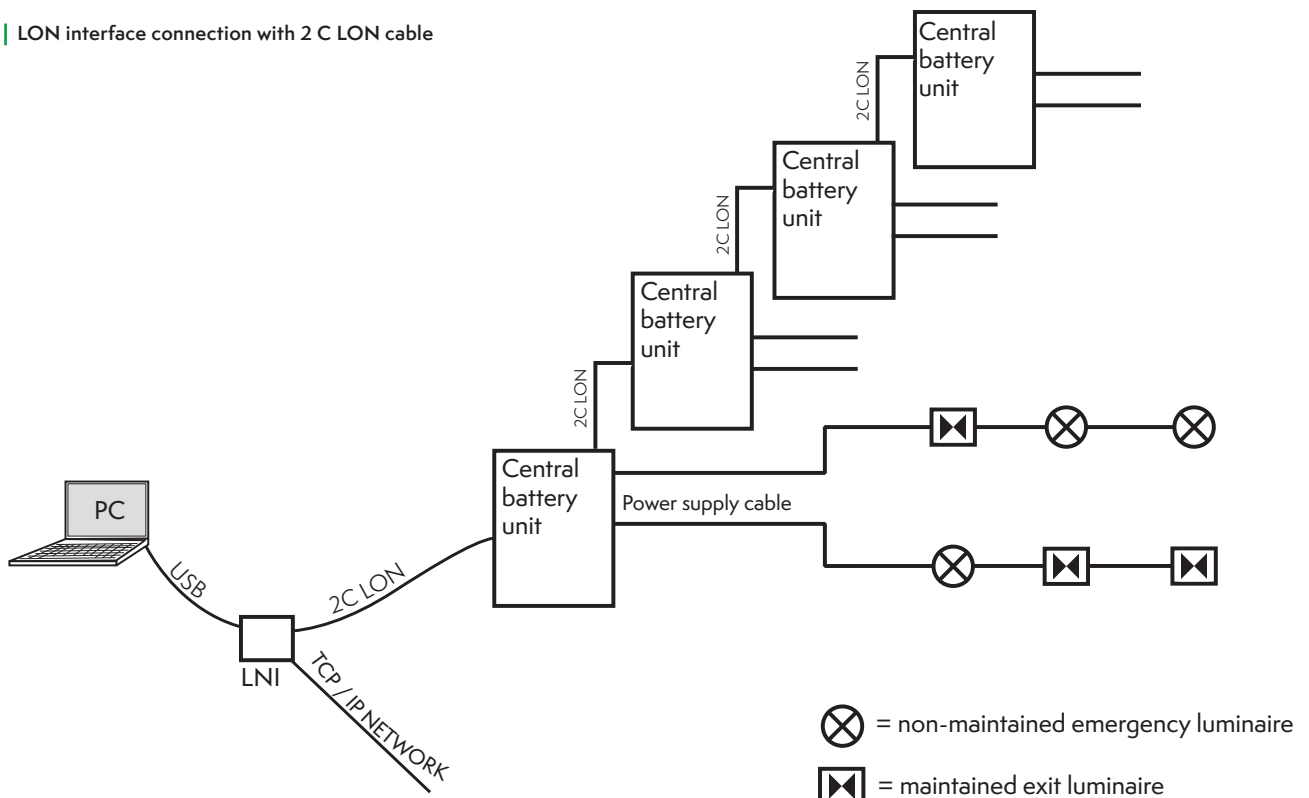 LON interface connection with 2 C LON cable
Central
battery
unit
2C LON
Central
battery
unit
2C LON
Central
battery
unit
2C LON
Central
battery
unit
Power supply cable
PC
USB
2C LON
LNI
TCP / IP NETWORK
= non-maintained emergency luminaire
= maintained exit luminaire